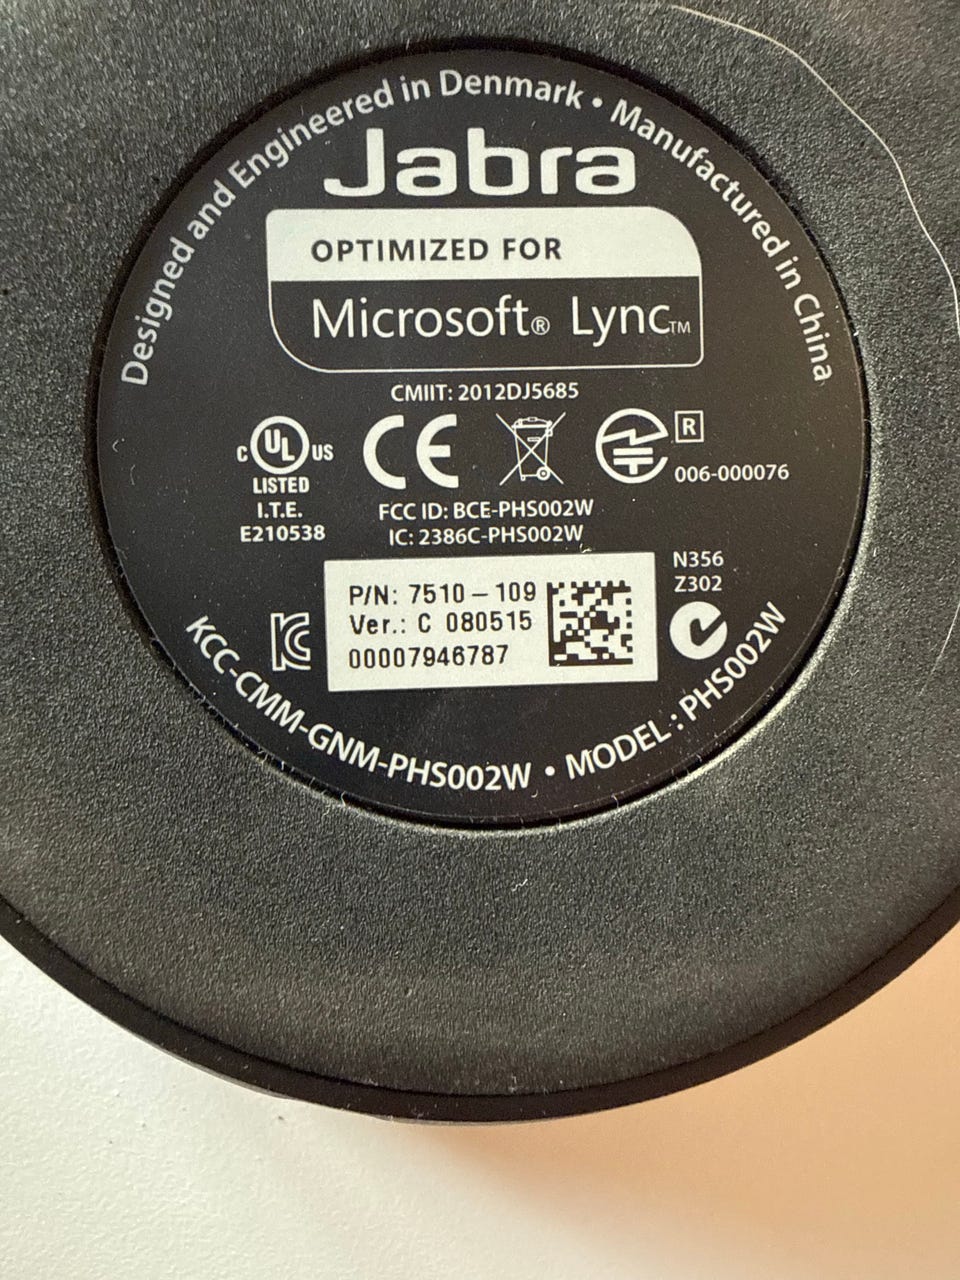 Designed and Engineered in Denmark • Manufactured in China
Jabra
OPTIMIZED FOR
Microsoft® Lync™
CMIIT: 2012DJ5685
C UL US
LISTED
I.T.E.
E210538
CE
R
006-000076
FCC ID: BCE-PHS002W
IC: 2386C-PHS002W
N356
Z302
P/N: 7510-109
Ver.: C 080515
00007946787
KCC-CMM-GNM-PHS002W • MODEL : PHS002W